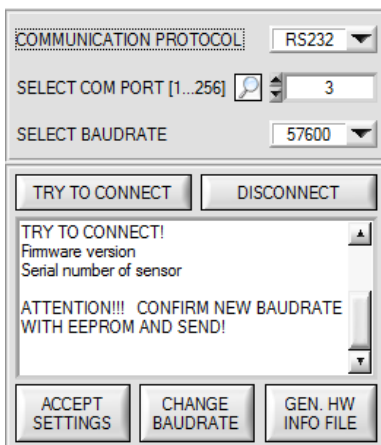 COMMUNICATION PROTOCOL RS232
SELECT COM PORT [1...256] 3
SELECT BAUDRATE 57600
TRY TO CONNECT DISCONNECT
TRY TO CONNECT!
Firmware version
Serial number of sensor
ATTENTION!!! CONFIRM NEW BAUDRATE
WITH EEPROM AND SEND!
ACCEPT CHANGE GEN. HW
SETTINGS BAUDRATE INFO FILE